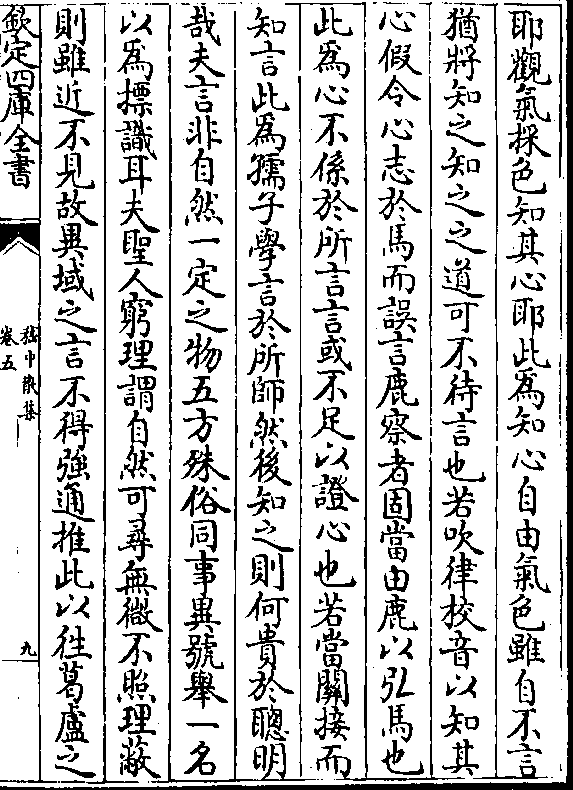 耶觀氣採色知其心耶此為知心自由氣色雖自不言
猶將知之知之之道可不待言也若吹律校音以知其
心假令心志於馬而誤言鹿察者固當由鹿以弘馬也
此為心不係於所言言或不足以證心也若當關接而
知言此為孺子學言於所師然後知之則何貴於聰明
哉夫言非自然一定之物五方殊俗同事異號舉一名
以為摽識耳夫聖人窮理謂自然可尋無微不照理蔽
則雖近不見故異域之言不得強通推此以往葛盧之
欽定四庫全書
嵇中散集
卷五
九